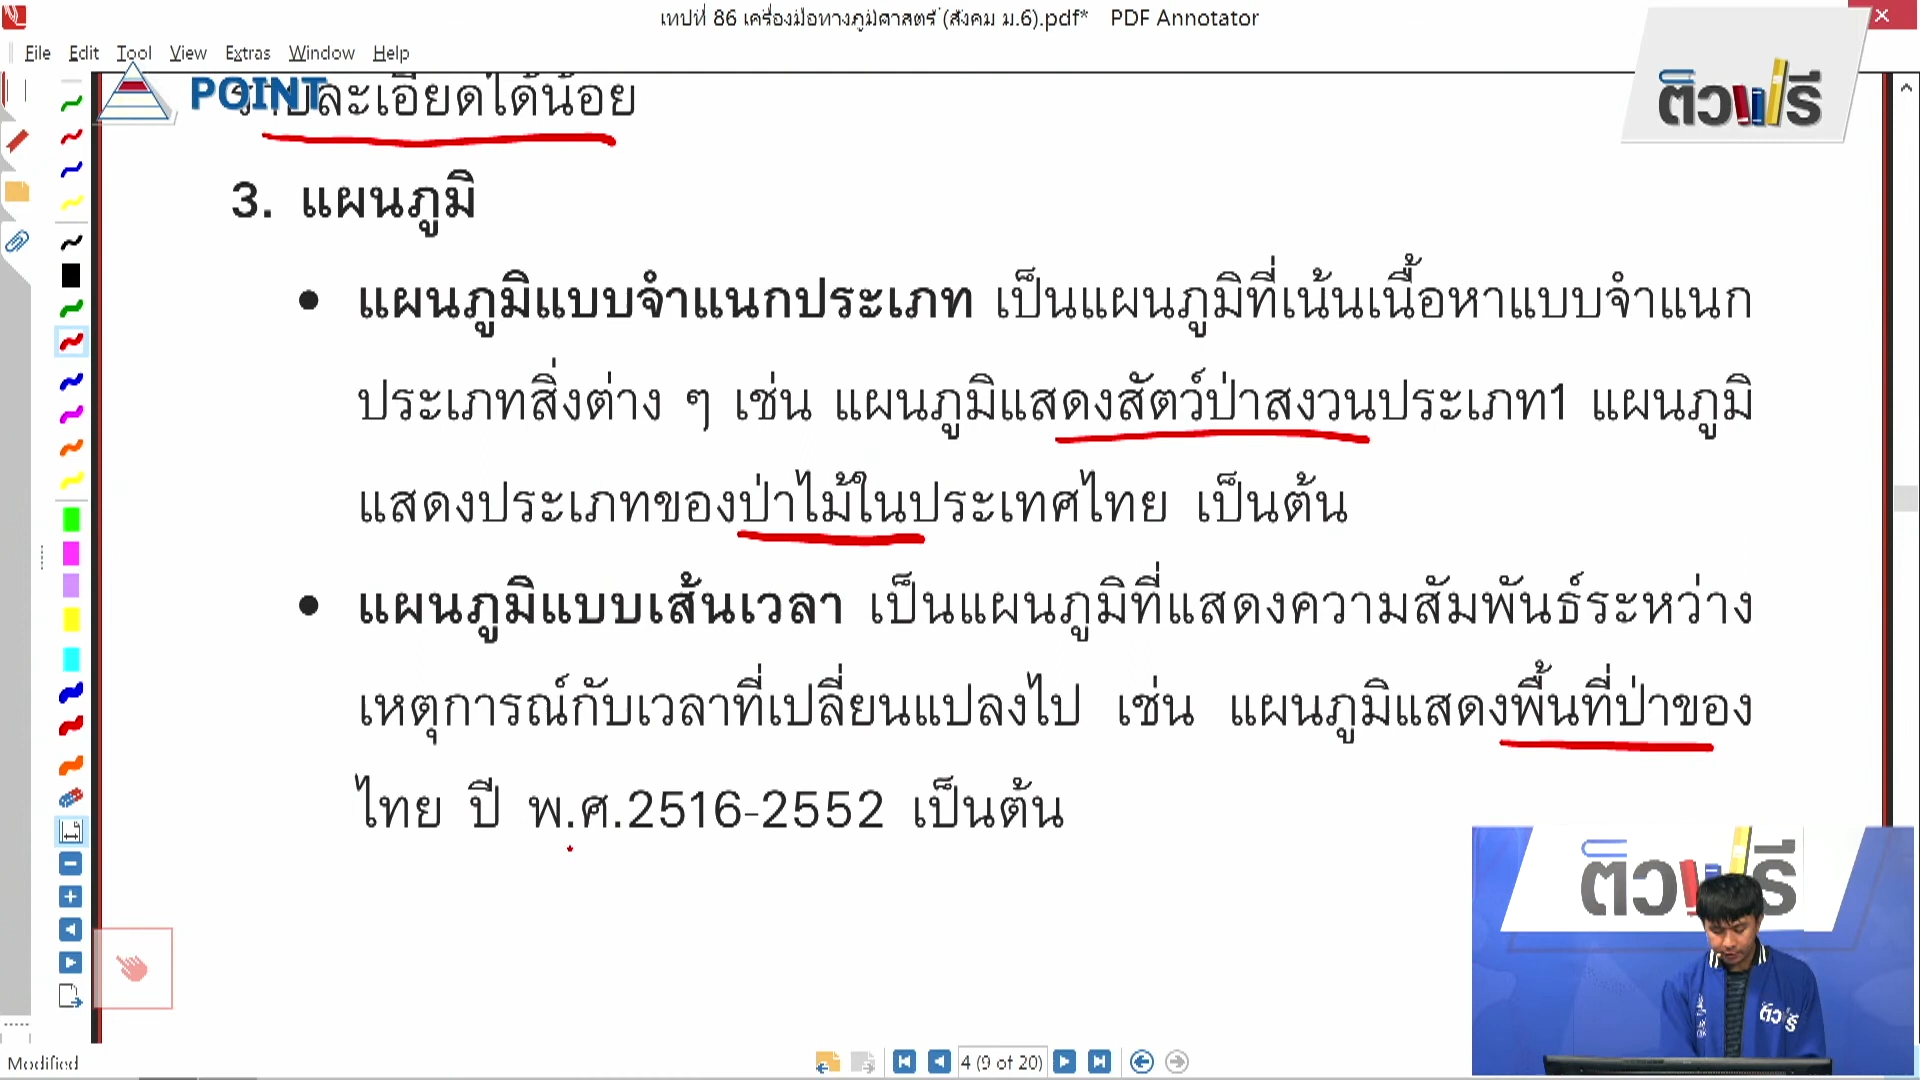 เทปที่ 86 เครื่องมือทางภูมิศาสตร์ (สังคม ม.6).pdf* PDF Annotator
File Edit Tool View Extras Window Help
POINT
ติวฟรี
ละเอียดได้น้อย
3. แผนภูมิ
• แผนภูมิแบบจำแนกประเภท เป็นแผนภูมิที่เน้นเนื้อหาแบบจำแนก
ประเภทสิ่งต่าง ๆ เช่น แผนภูมิแสดงสัตว์ป่าสงวนประเภท1 แผนภูมิ
แสดงประเภทของป่าไม้ในประเทศไทย เป็นต้น
• แผนภูมิแบบเส้นเวลา เป็นแผนภูมิที่แสดงความสัมพันธ์ระหว่าง
เหตุการณ์กับเวลาที่เปลี่ยนแปลงไป เช่น แผนภูมิแสดงพื้นที่ป่าของ
ไทย ปี พ.ศ.2516-2552 เป็นต้น
ติวฟรี
ติวฟรี
Modified
4 (9 of 20)